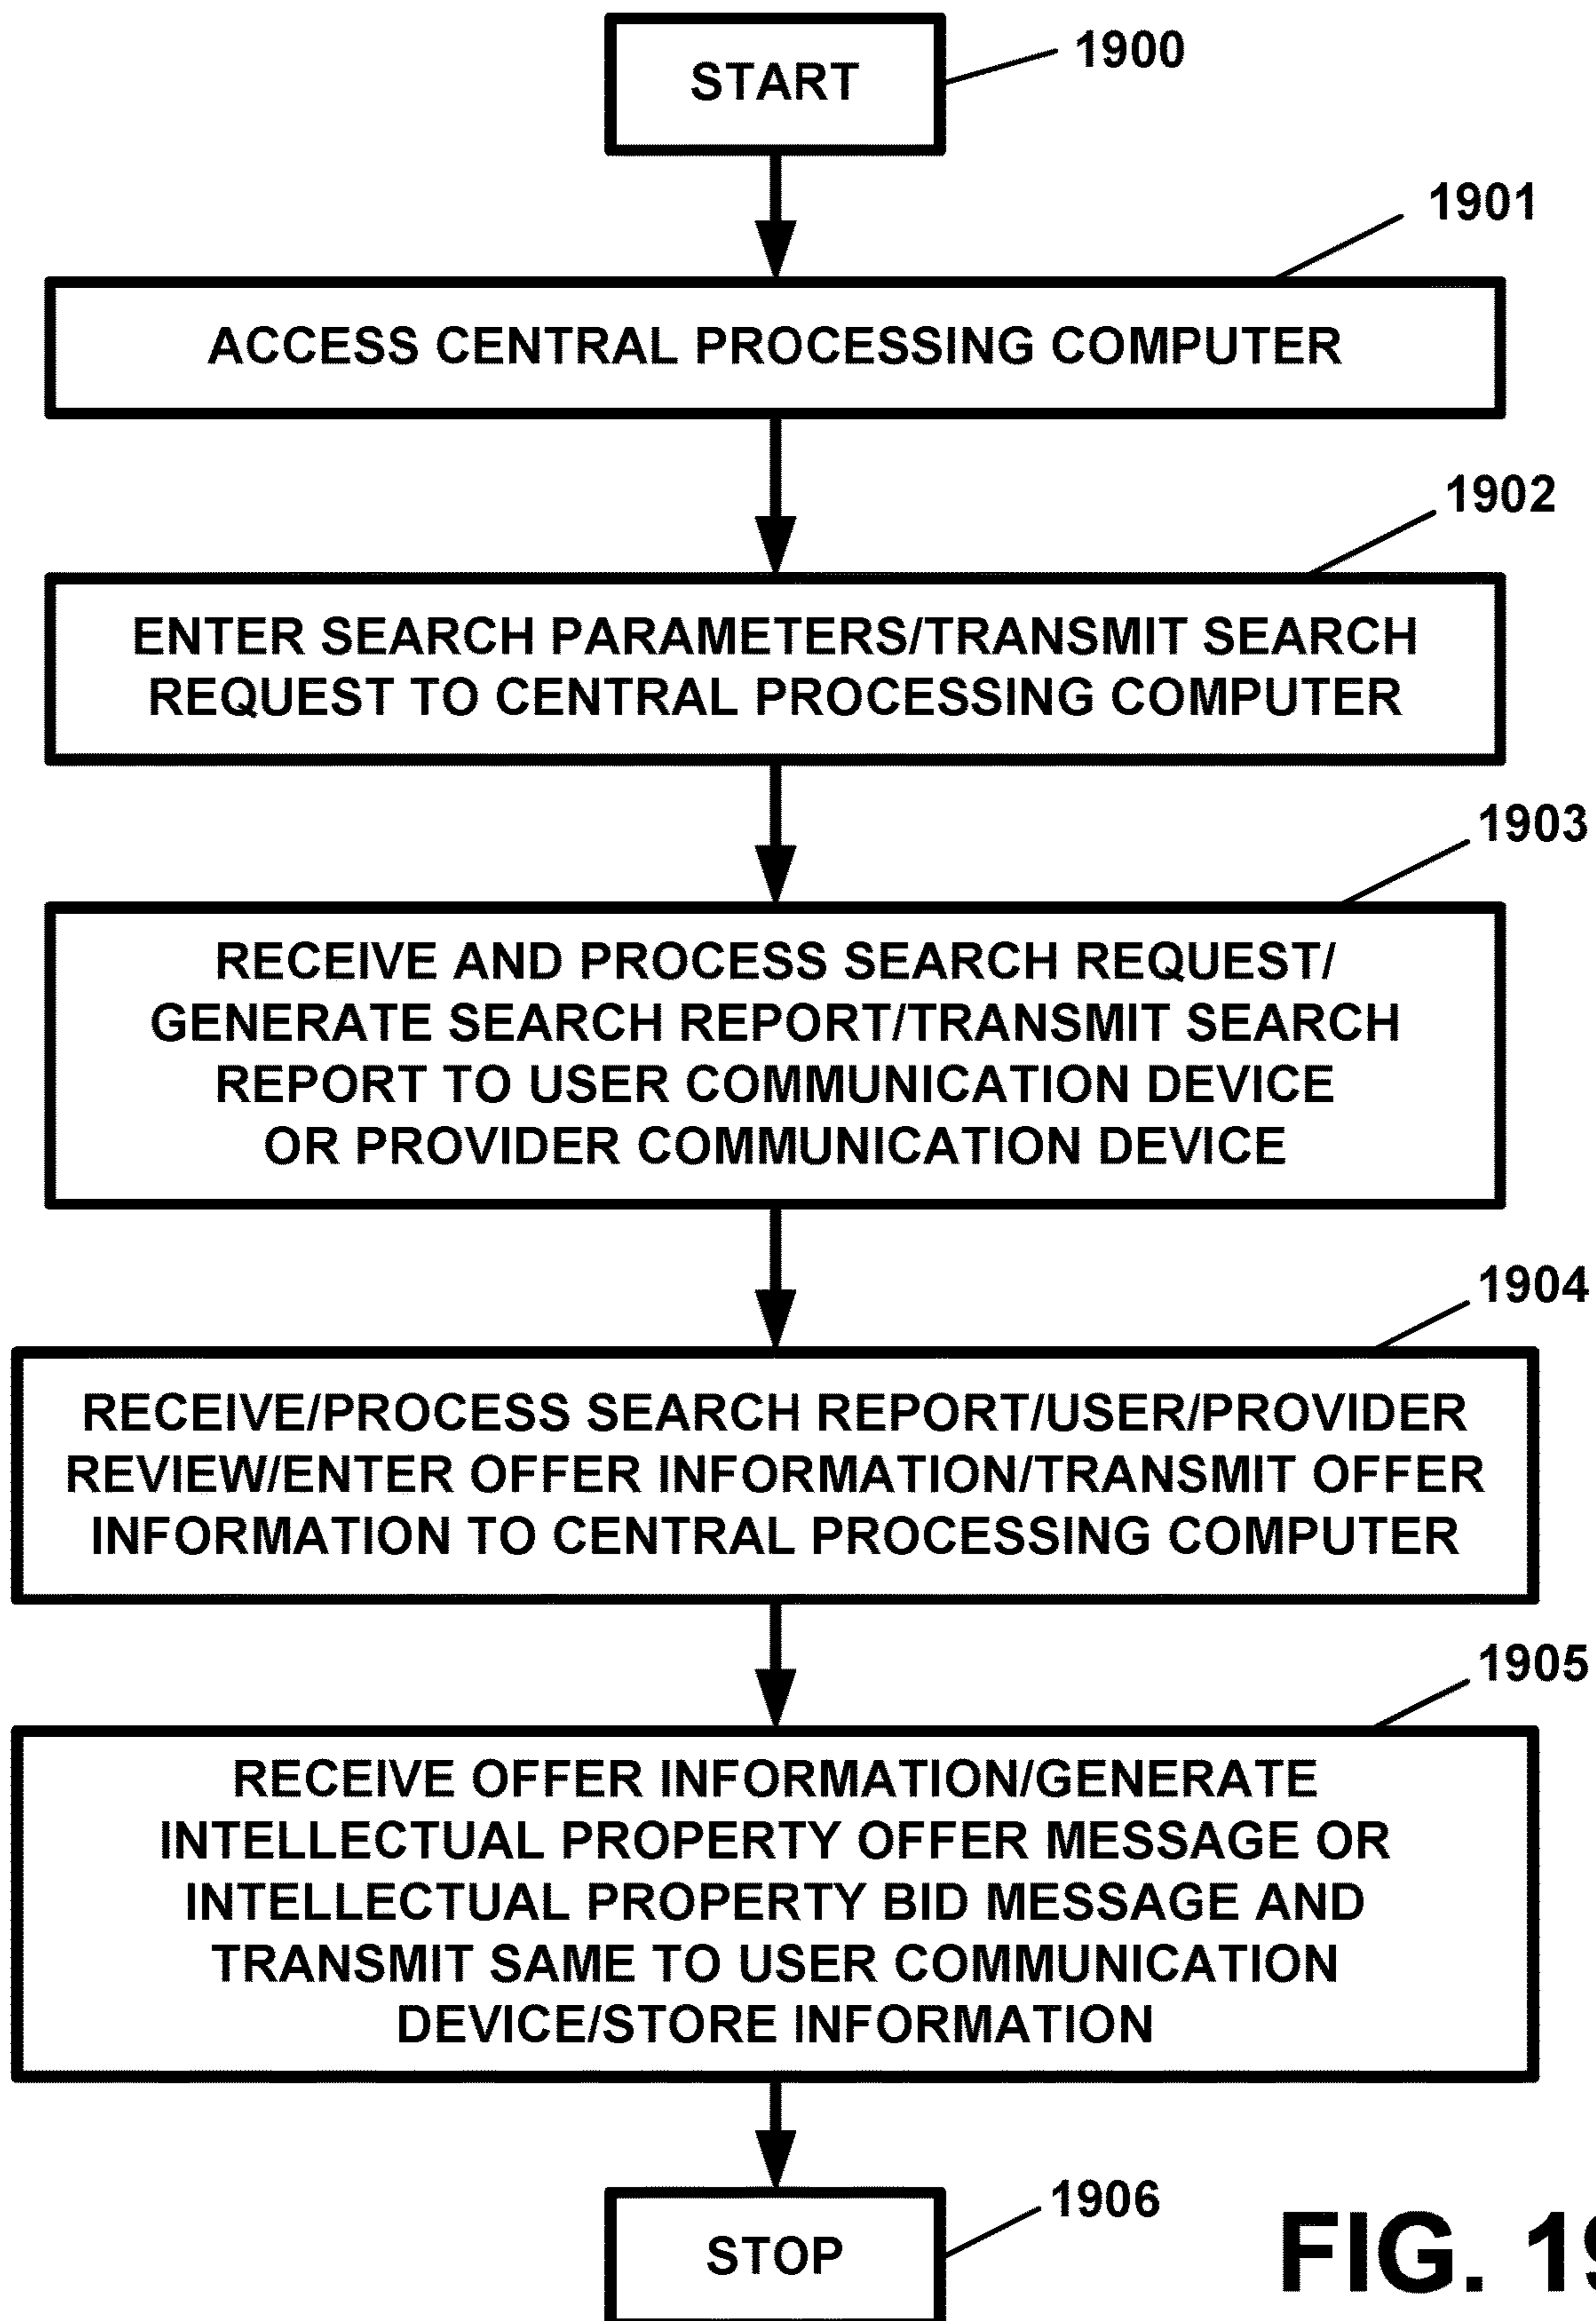 START
1900
1901
ACCESS CENTRAL PROCESSING COMPUTER
1902
ENTER SEARCH PARAMETERS/TRANSMIT SEARCH
REQUEST TO CENTRAL PROCESSING COMPUTER
1903
RECEIVE AND PROCESS SEARCH REQUEST/
GENERATE SEARCH REPORT/TRANSMIT SEARCH
REPORT TO USER COMMUNICATION DEVICE
OR PROVIDER COMMUNICATION DEVICE
1904
RECEIVE/PROCESS SEARCH REPORT/USER/PROVIDER
REVIEW/ENTER OFFER INFORMATION/TRANSMIT OFFER
INFORMATION TO CENTRAL PROCESSING COMPUTER
1905
RECEIVE OFFER INFORMATION/GENERATE
INTELLECTUAL PROPERTY OFFER MESSAGE OR
INTELLECTUAL PROPERTY BID MESSAGE AND
TRANSMIT SAME TO USER COMMUNICATION
DEVICE/STORE INFORMATION
1906
STOP
FIG. 19